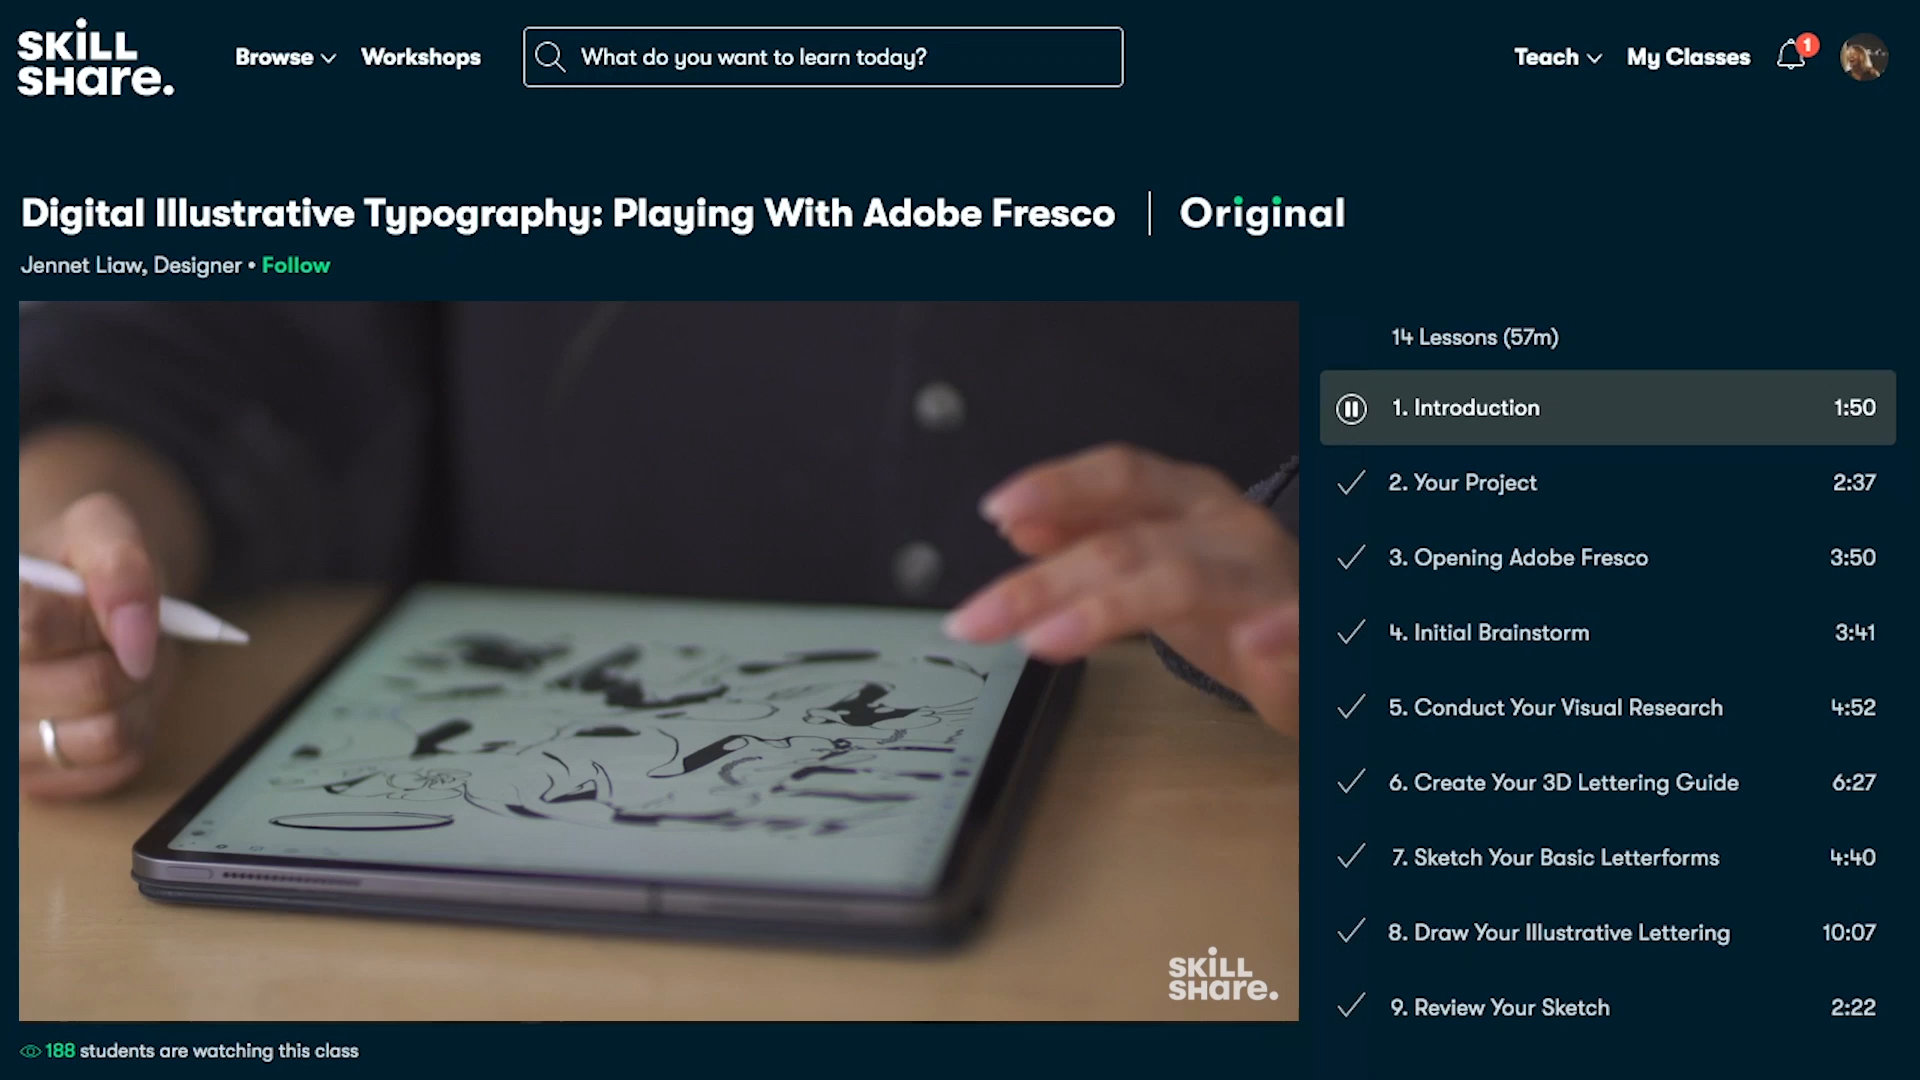 SKILL
SHare.
Browse
Workshops
What do you want to learn today?
Teach
My Classes
1
Digital Illustrative Typography: Playing With Adobe Fresco | Original
Jennet Liaw, Designer • Follow
14 Lessons (57m)
1. Introduction 1:50
2. Your Project 2:37
3. Opening Adobe Fresco 3:50
4. Initial Brainstorm 3:41
5. Conduct Your Visual Research 4:52
6. Create Your 3D Lettering Guide 6:27
7. Sketch Your Basic Letterforms 4:40
8. Draw Your Illustrative Lettering 10:07
9. Review Your Sketch 2:22
SKILL
SHare.
188 students are watching this class